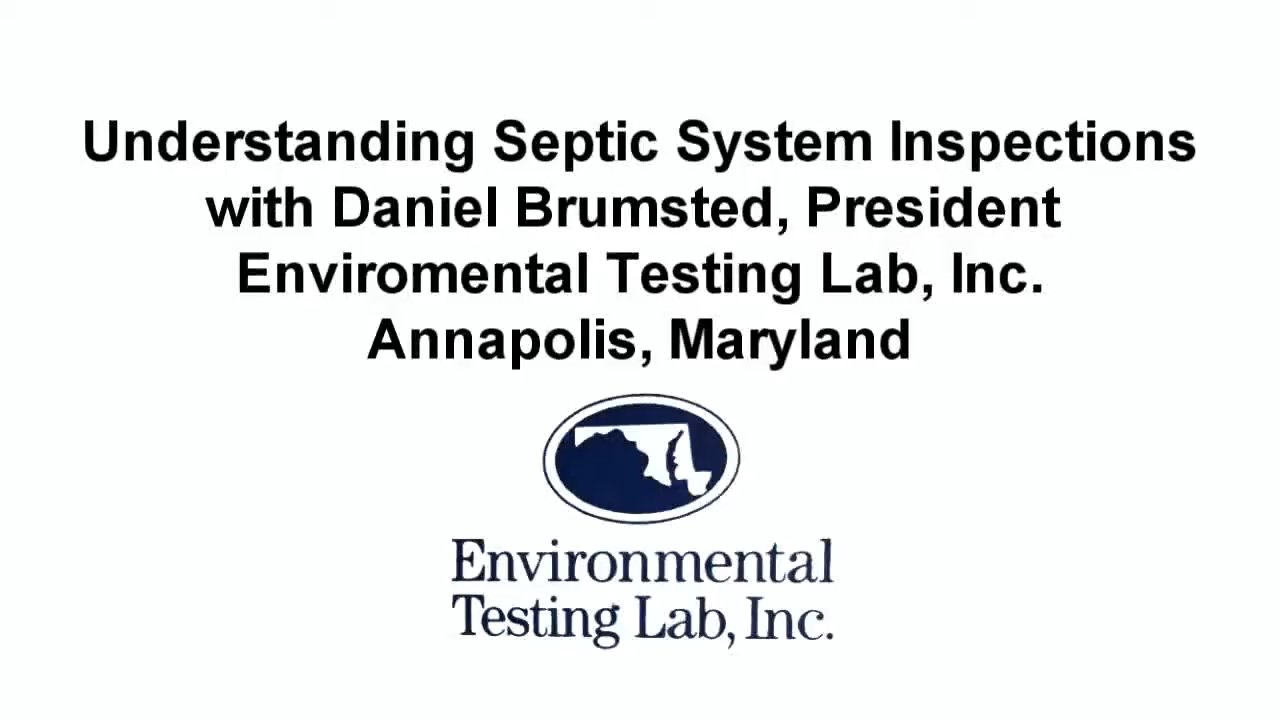 Understanding Septic System Inspections
with Daniel Brumsted, President
Enviromental Testing Lab, Inc.
Annapolis, Maryland
Environmental
Testing Lab, Inc.